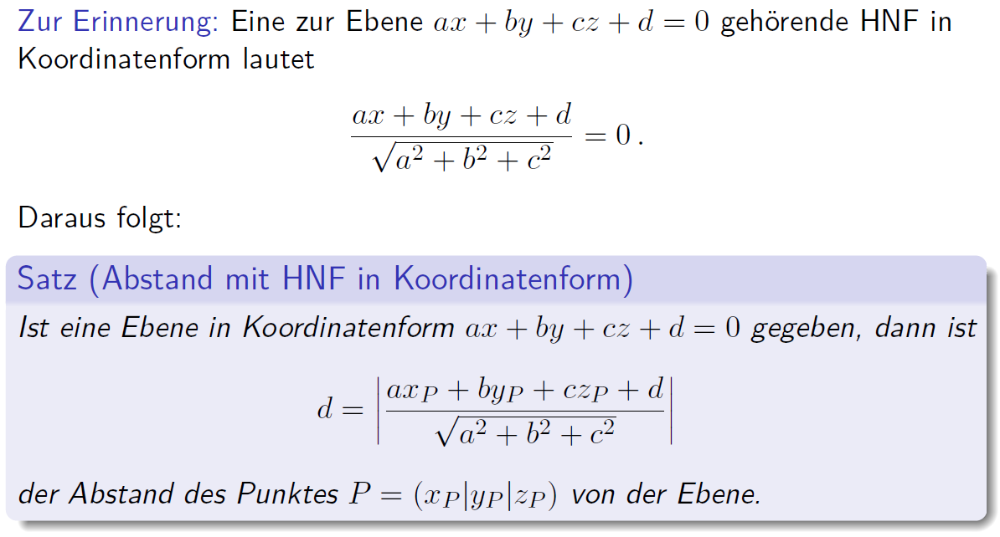 Zur Erinnerung: Eine zur Ebene $ax + by + cz + d = 0$ gehörende HNF in
Koordinatenform lautet
$$\frac{ax + by + cz + d}{\sqrt{a^2 + b^2 + c^2}} = 0\,.$$
Daraus folgt:
Satz (Abstand mit HNF in Koordinatenform)
Ist eine Ebene in Koordinatenform $ax + by + cz + d = 0$ gegeben, dann ist
$$d = \left|\frac{ax_P + by_P + cz_P + d}{\sqrt{a^2 + b^2 + c^2}}\right|$$
der Abstand des Punktes $P = (x_P|y_P|z_P)$ von der Ebene.